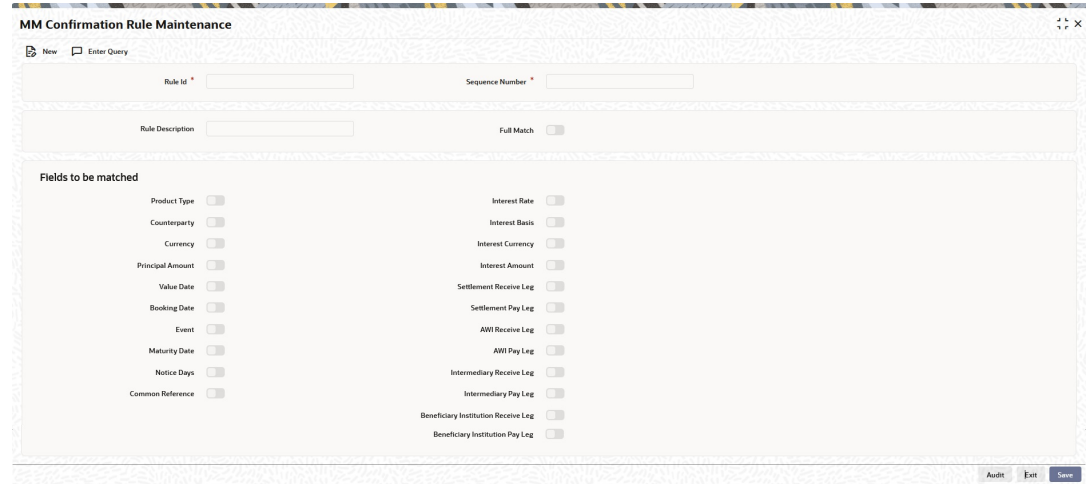 MM Confirmation Rule Maintenance
New Enter Query
Rule Id * Sequence Number *
Rule Description Full Match
Fields to be matched
Product Type Interest Rate
Counterparty Interest Basis
Currency Interest Currency
Principal Amount Interest Amount
Value Date Settlement Receive Leg
Booking Date Settlement Pay Leg
Event AWI Receive Leg
Maturity Date AWI Pay Leg
Notice Days Intermediary Receive Leg
Common Reference Intermediary Pay Leg
Beneficiary Institution Receive Leg
Beneficiary Institution Pay Leg
Audit Exit Save